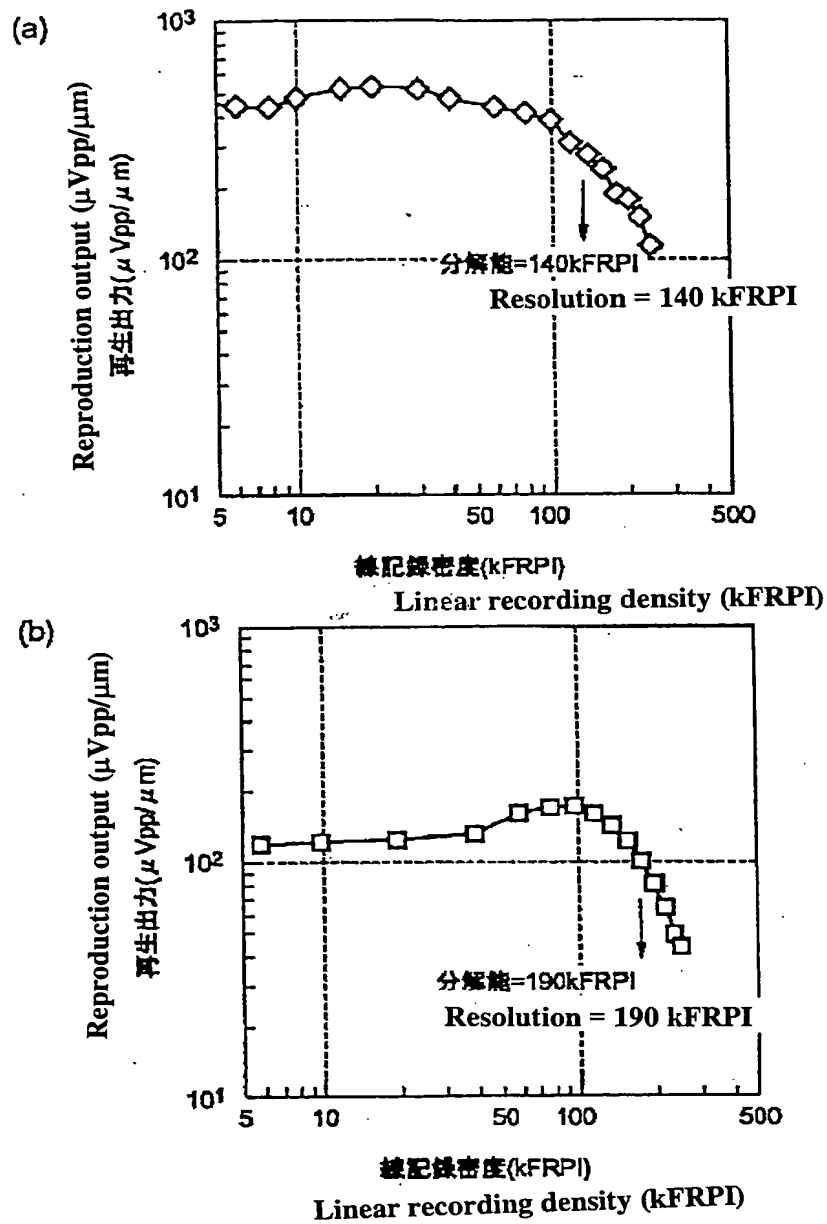 (a)
10³
10²
10¹
Reproduction output (μVpp/μm)
再生出力(μVpp/μm)
分解能=140kFRPI
Resolution = 140 kFRPI
5 10 50 100 500
線記録密度(kFRPI)
Linear recording density (kFRPI)
(b)
10³
10²
10¹
Reproduction output (μVpp/μm)
再生出力(μVpp/μm)
分解能=190kFRPI
Resolution = 190 kFRPI
5 10 50 100 500
線記録密度(kFRPI)
Linear recording density (kFRPI)